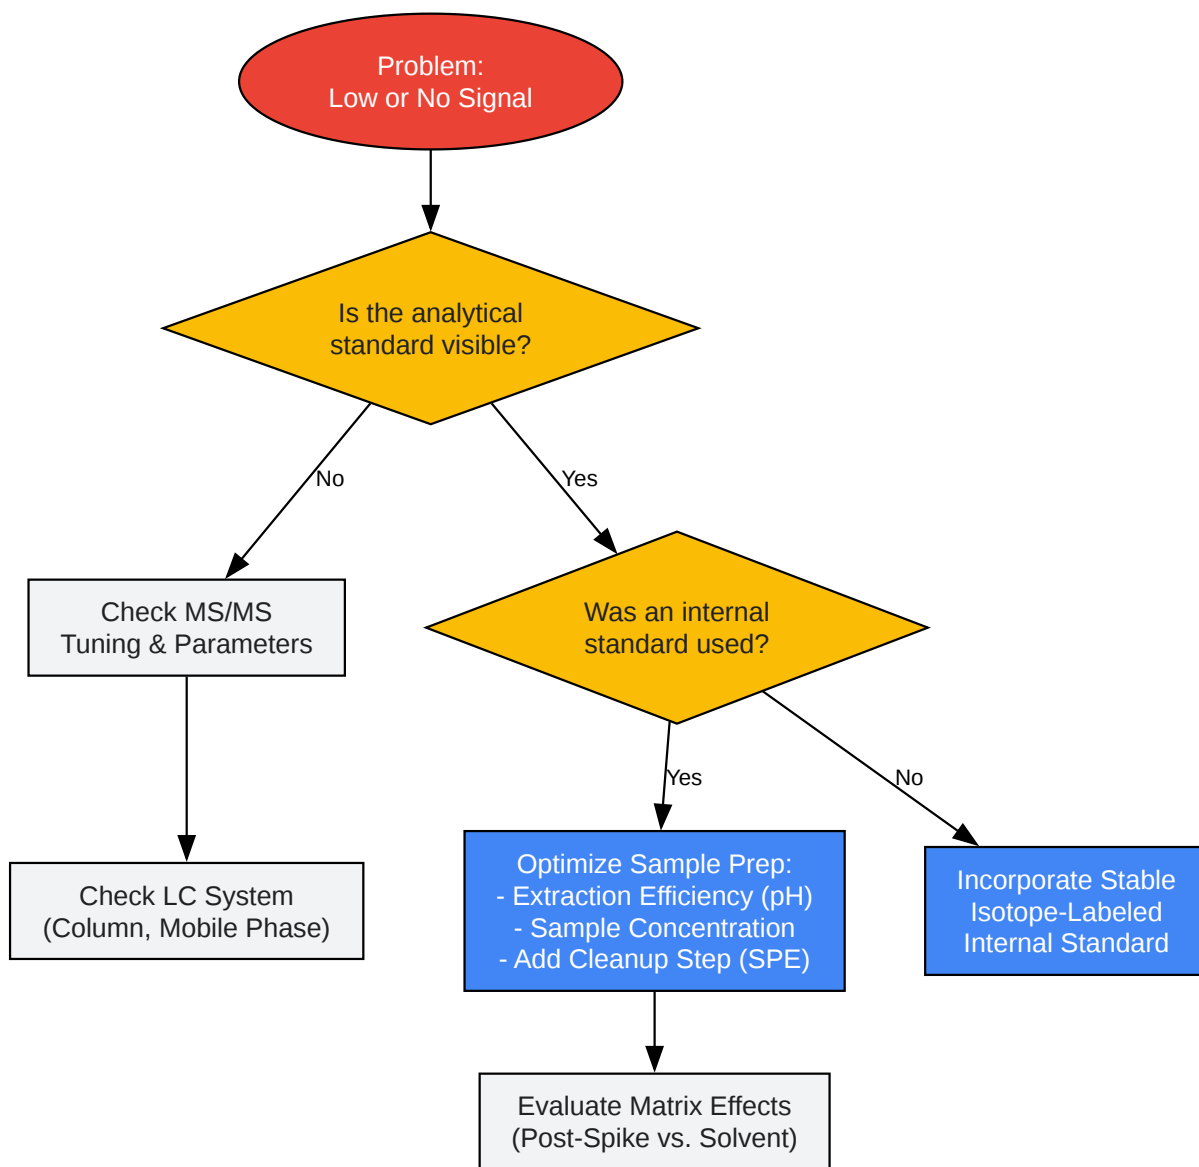 Problem:
Low or No Signal
Is the analytical
standard visible?
No
Yes
Check MS/MS
Tuning & Parameters
Was an internal
standard used?
Yes
No
Check LC System
(Column, Mobile Phase)
Optimize Sample Prep:
- Extraction Efficiency (pH)
- Sample Concentration
- Add Cleanup Step (SPE)
Incorporate Stable
Isotope-Labeled
Internal Standard
Evaluate Matrix Effects
(Post-Spike vs. Solvent)